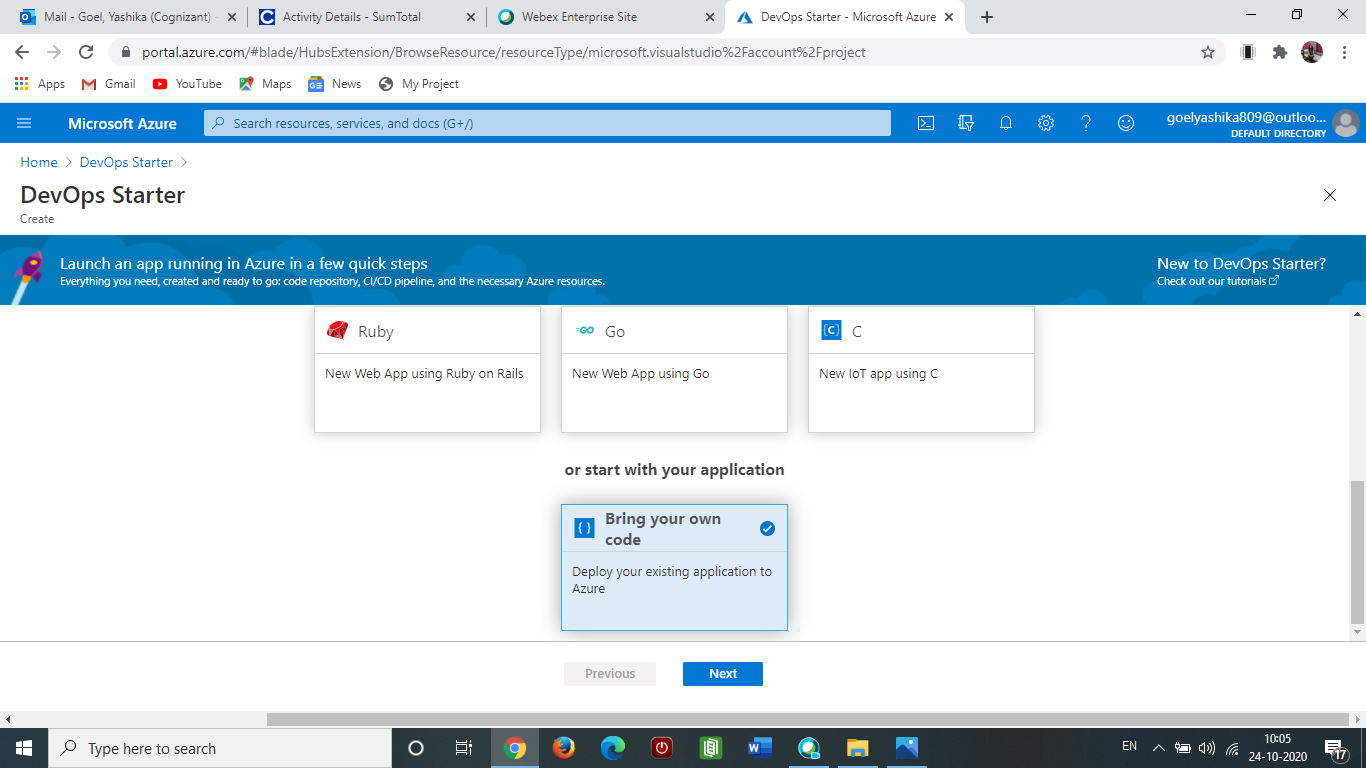 Mail - Goel, Yashika (Cognizant) -
Activity Details - SumTotal
Webex Enterprise Site
DevOps Starter - Microsoft Azure
portal.azure.com/#blade/HubsExtension/BrowseResource/resourceType/microsoft.visualstudio%2Faccount%2Fproject
Apps
Gmail
YouTube
Maps
News
My Project
Microsoft Azure
Search resources, services, and docs (G+/)
goelyashika809@outloo...
DEFAULT DIRECTORY
Home > DevOps Starter >
DevOps Starter
Create
Launch an app running in Azure in a few quick steps
Everything you need, created and ready to go: code repository, CI/CD pipeline, and the necessary Azure resources.
New to DevOps Starter?
Check out our tutorials
Ruby
New Web App using Ruby on Rails
GO
Go
New Web App using Go
[C]
C
New IoT app using C
or start with your application
{ }
Bring your own
code
Deploy your existing application to
Azure
Previous
Next
Type here to search
EN
10:05
24-10-2020
17